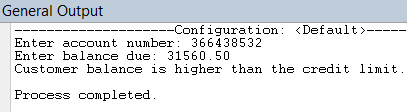 General Output
--------------------Configuration: <Default>-----
Enter account number: 366438532
Enter balance due: 31560.50
Customer balance is higher than the credit limit.
Process completed.